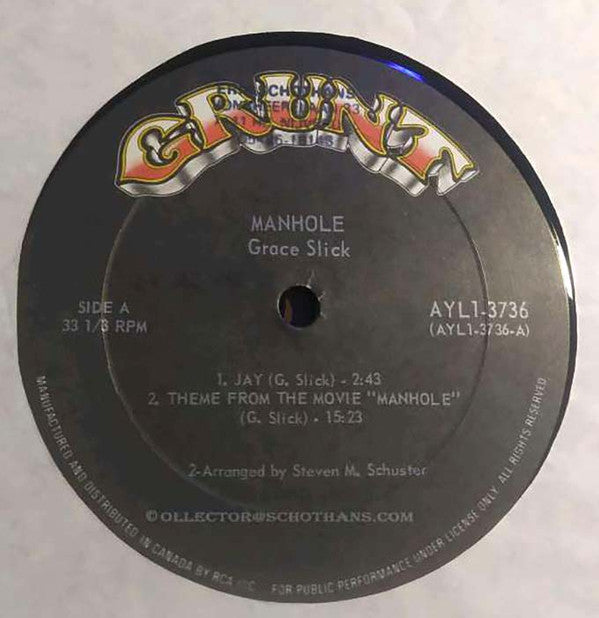 GRUNT
MANHOLE
Grace Slick
SIDE A
33 1/3 RPM
AYL1-3736
(AYL1-3736-A)
1. JAY (G. Slick) - 2:43
2. THEME FROM THE MOVIE "MANHOLE"
(G. Slick) - 15:23
2-Arranged by Steven M. Schuster
©OLLECTOR@SCHOTHANS.COM
MANUFACTURED AND DISTRIBUTED IN CANADA BY RCA INC. FOR PUBLIC PERFORMANCE UNDER LICENSE ONLY. ALL RIGHTS RESERVED